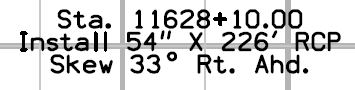 Sta. 11628+10.00
Install 54" X 226' RCP
Skew 33° Rt. Ahd.